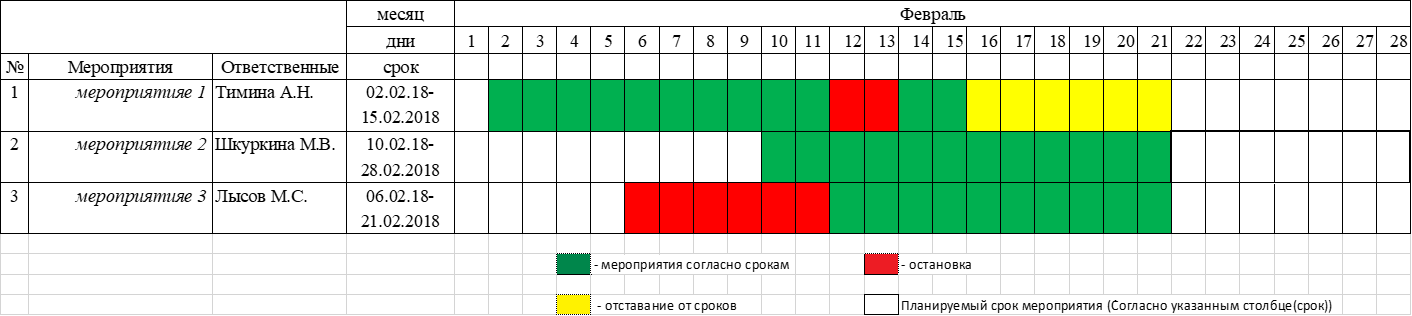 месяц Февраль
дни 1 2 3 4 5 6 7 8 9 10 11 12 13 14 15 16 17 18 19 20 21 22 23 24 25 26 27 28
№ Мероприятия Ответственные срок
1 мероприятияе 1 Тимина А.Н. 02.02.18-
15.02.2018
2 мероприятияе 2 Шкуркина М.В. 10.02.18-
28.02.2018
3 мероприятияе 3 Лысов М.С. 06.02.18-
21.02.2018
- мероприятия согласно срокам - остановка
- отставание от сроков Планируемый срок мероприятия (Согласно указанным столбце(срок))